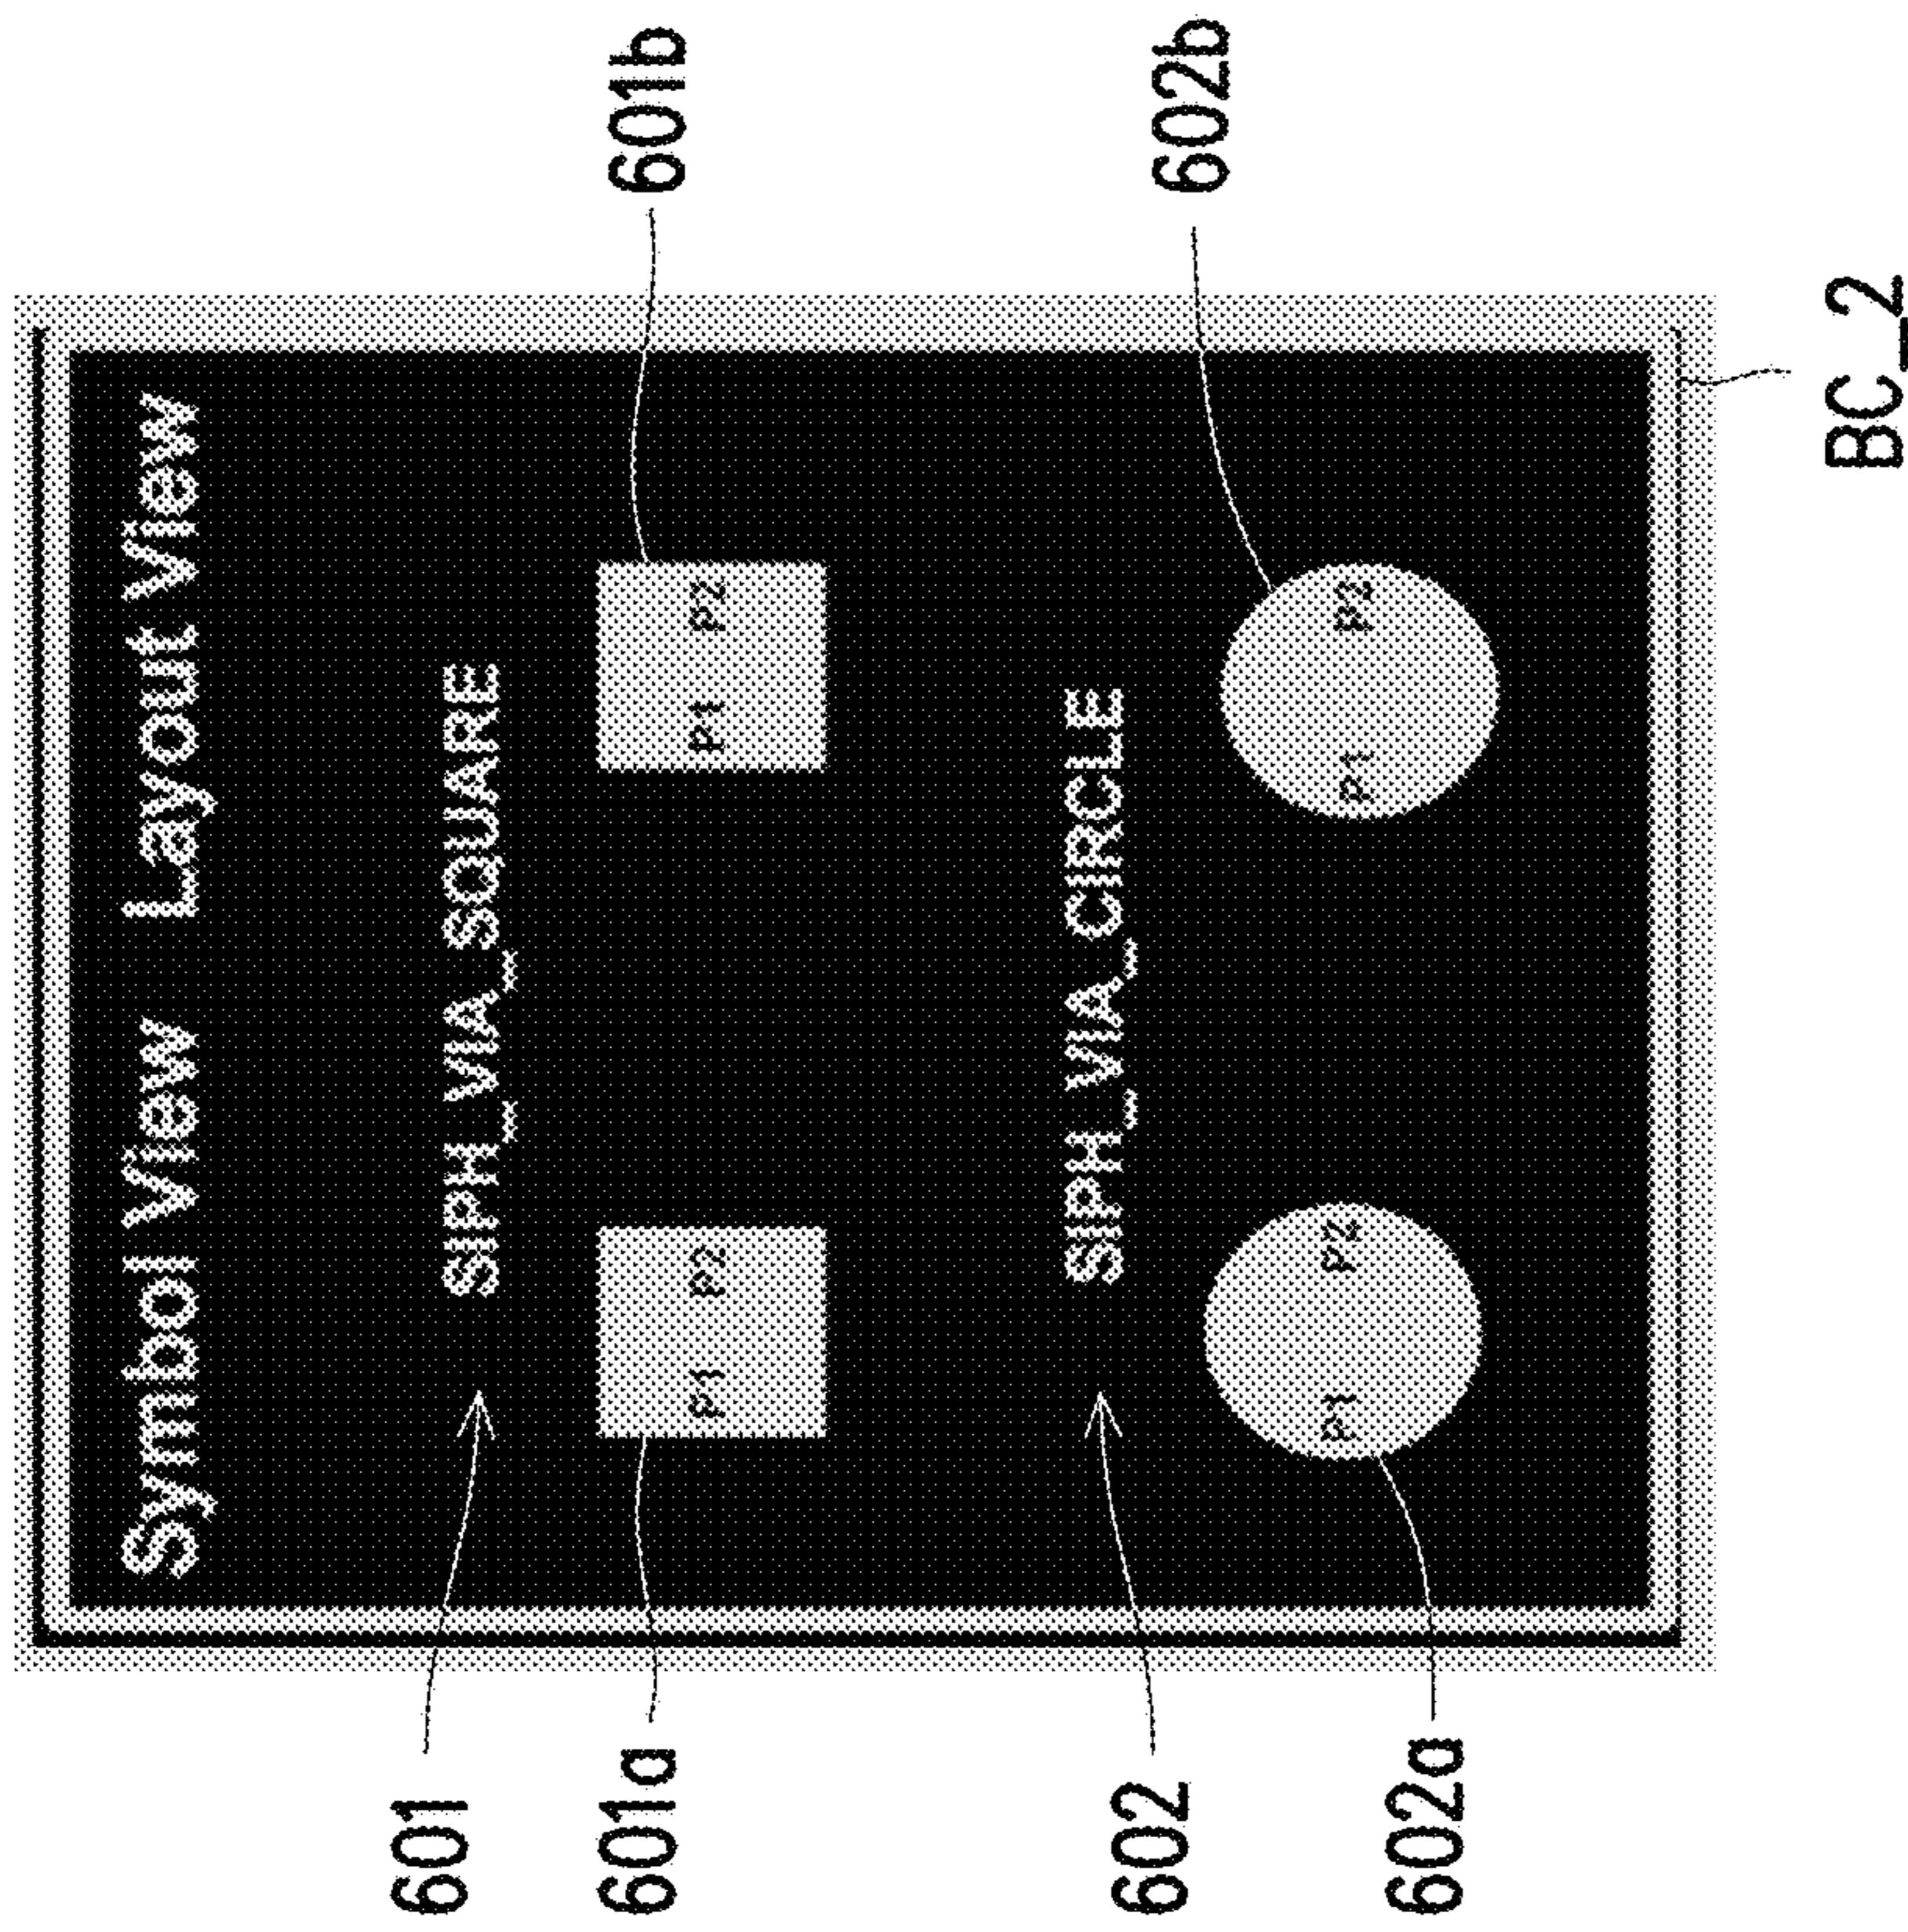 Symbol View Layout View
601 SIPH_VIA_SQUARE
601a P1 P2 P1 P2 601b
602 SIPH_VIA_CIRCLE
602a P1 P2 P1 P2 602b
BC_2